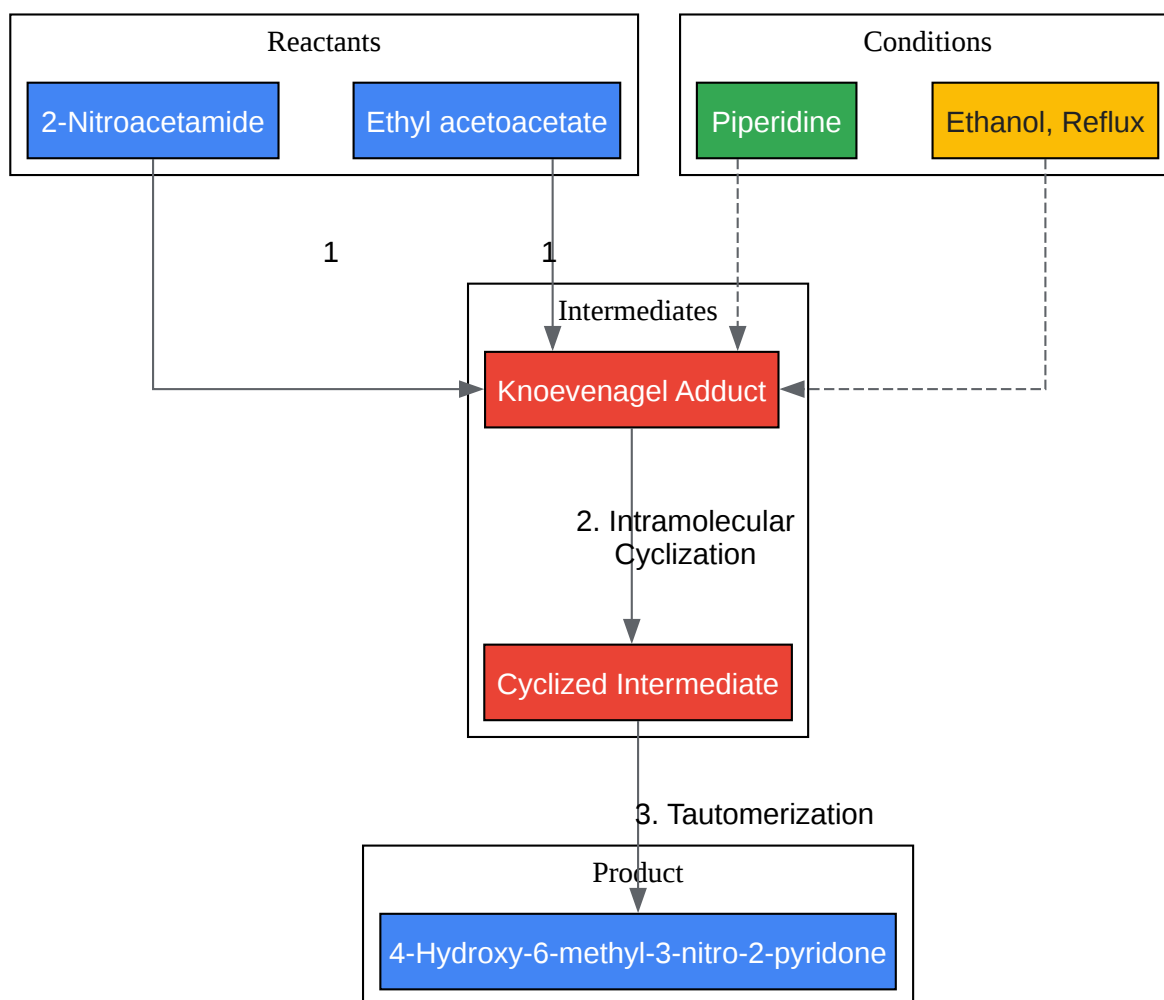 Reactants
Conditions
2-Nitroacetamide
Ethyl acetoacetate
Piperidine
Ethanol, Reflux
1
1
Intermediates
Knoevenagel Adduct
2. Intramolecular
Cyclization
Cyclized Intermediate
3. Tautomerization
Product
4-Hydroxy-6-methyl-3-nitro-2-pyridone